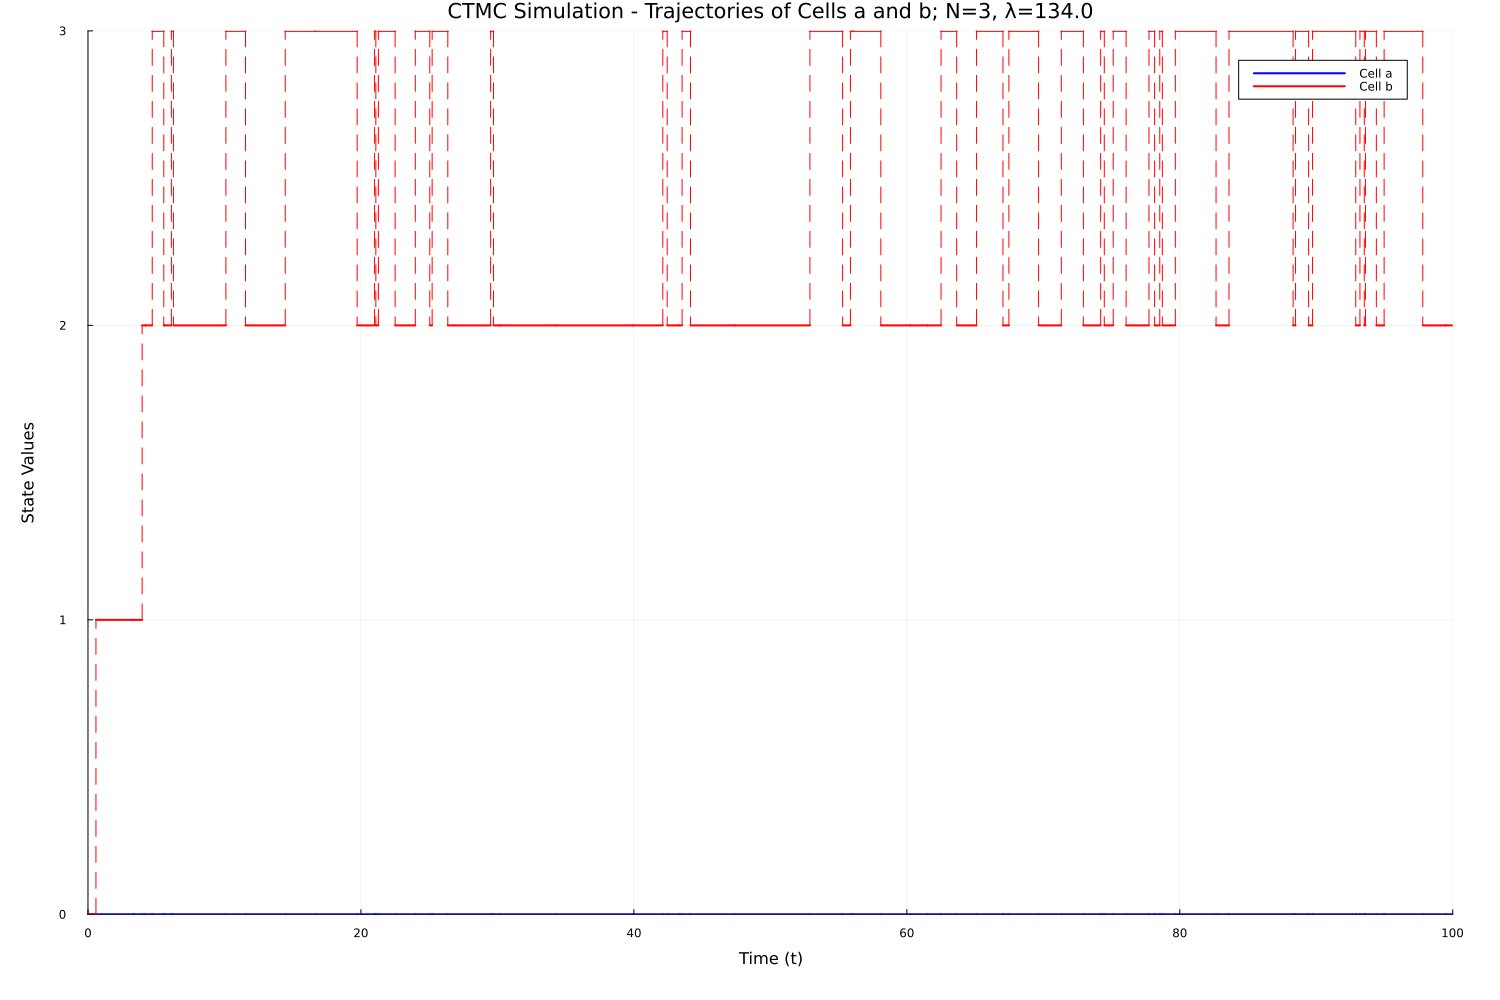 CTMC Simulation - Trajectories of Cells a and b; N=3, λ=134.0
3
Cell a
Cell b
2
State Values
1
0
0 20 40 60 80 100
Time (t)